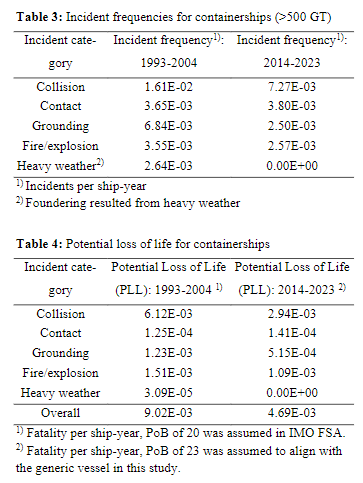 Table 3: Incident frequencies for containerships (>500 GT)
Incident cate- Incident frequency1): Incident frequency1):
gory 1993-2004 2014-2023
Collision 1.61E-02 7.27E-03
Contact 3.65E-03 3.80E-03
Grounding 6.84E-03 2.50E-03
Fire/explosion 3.55E-03 2.57E-03
Heavy weather2) 2.64E-03 0.00E+00
1) Incidents per ship-year
2) Foundering resulted from heavy weather
Table 4: Potential loss of life for containerships
Incident cate- Potential Loss of Life Potential Loss of Life
gory (PLL): 1993-2004 1) (PLL): 2014-2023 2)
Collision 6.12E-03 2.94E-03
Contact 1.25E-04 1.41E-04
Grounding 1.23E-03 5.15E-04
Fire/explosion 1.51E-03 1.09E-03
Heavy weather 3.09E-05 0.00E+00
Overall 9.02E-03 4.69E-03
1) Fatality per ship-year, PoB of 20 was assumed in IMO FSA.
2) Fatality per ship-year, PoB of 23 was assumed to align with
the generic vessel in this study.